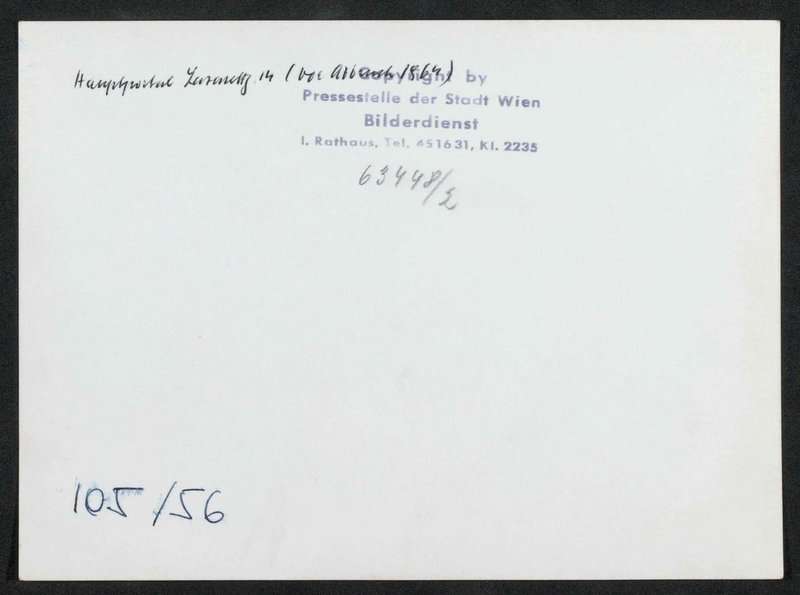 Hauptportal Lazarettg. 14 (vor Abbruch 1964)
Copyright by
Pressestelle der Stadt Wien
Bilderdienst
I. Rathaus, Tel. 451631, Kl. 2235
63448/2
105/56